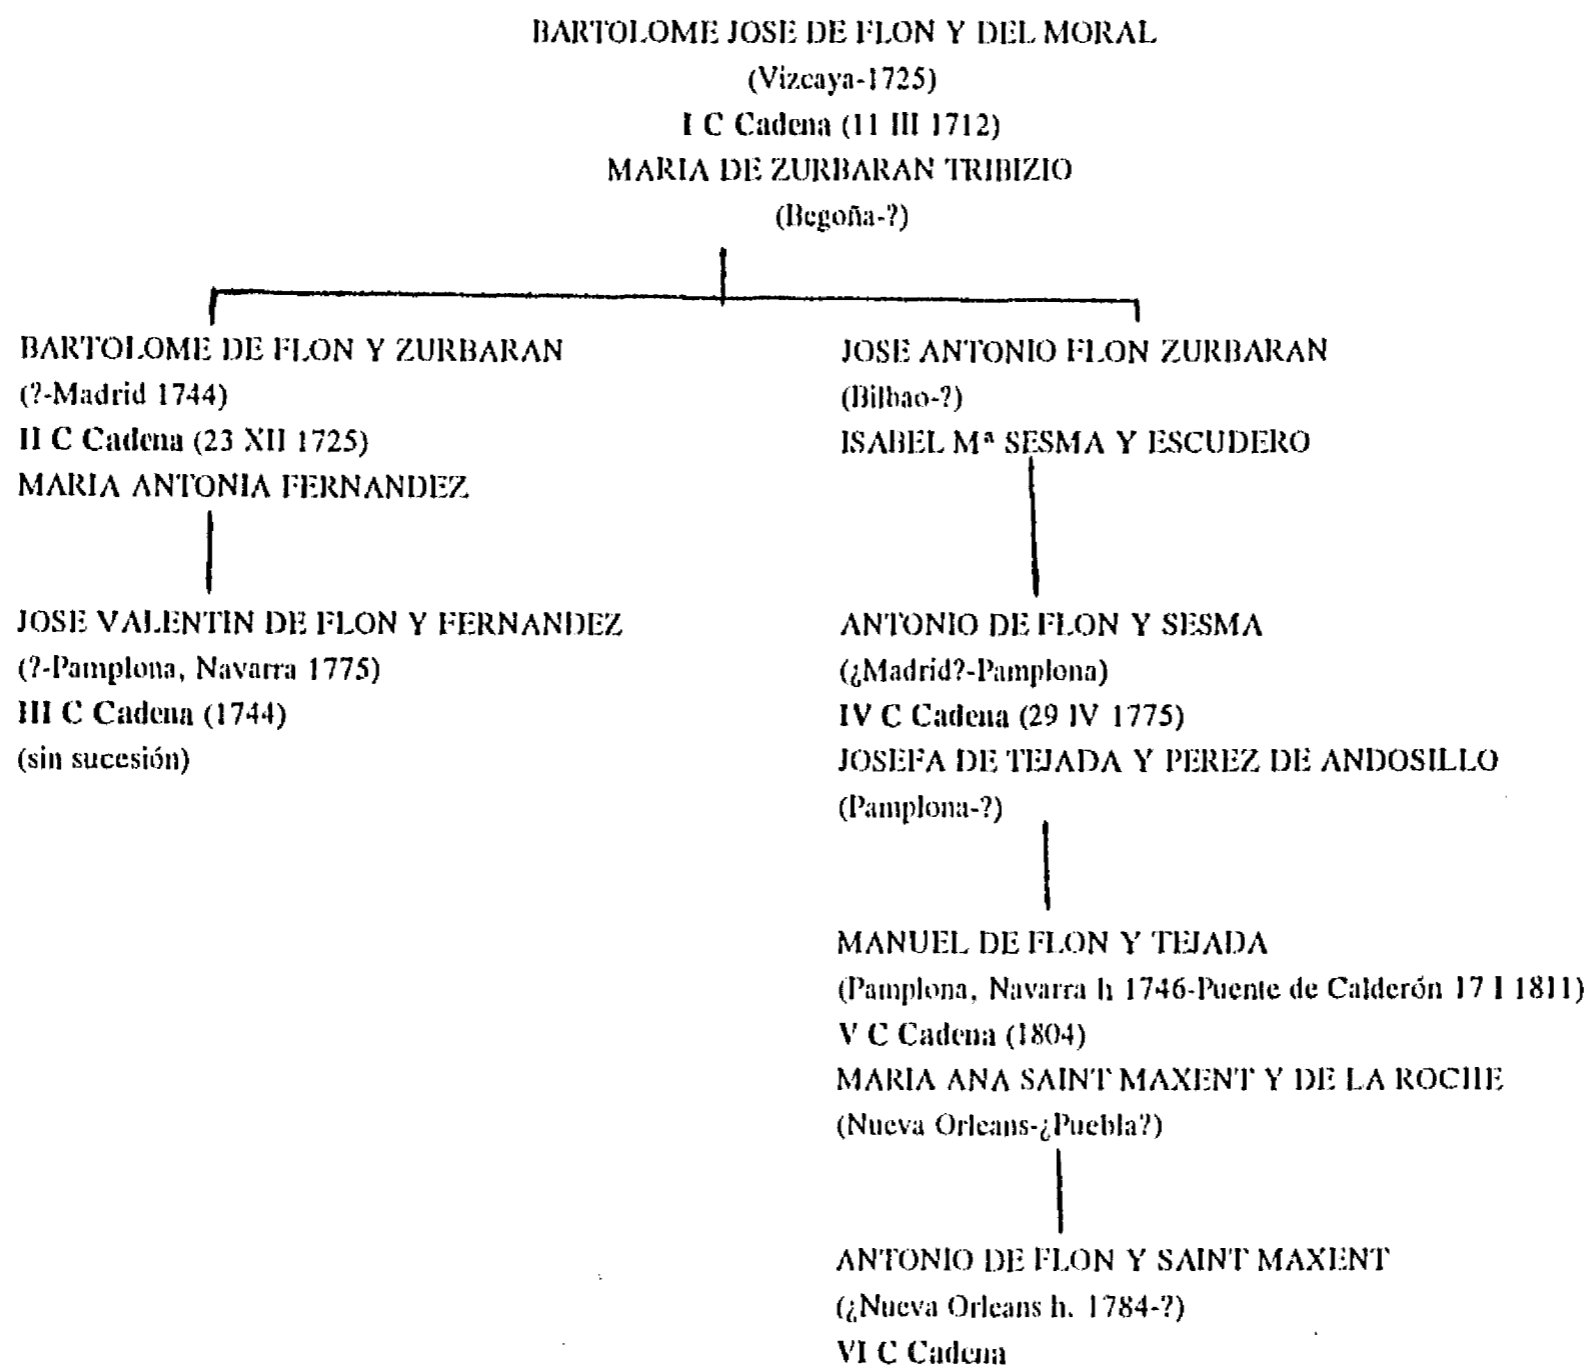 BARTOLOME JOSE DE FLON Y DEL MORAL
(Vizcaya-1725)
I C Cadena (11 III 1712)
MARIA DE ZURBARAN TRIBIZIO
(Begoña-?)
BARTOLOME DE FLON Y ZURBARAN
(?-Madrid 1744)
II C Cadena (23 XII 1725)
MARIA ANTONIA FERNANDEZ
JOSE VALENTIN DE FLON Y FERNANDEZ
(?-Pamplona, Navarra 1775)
III C Cadena (1744)
(sin sucesión)
JOSE ANTONIO FLON ZURBARAN
(Bilbao-?)
ISABEL Mª SESMA Y ESCUDERO
ANTONIO DE FLON Y SESMA
(¿Madrid?-Pamplona)
IV C Cadena (29 IV 1775)
JOSEFA DE TEJADA Y PEREZ DE ANDOSILLO
(Pamplona-?)
MANUEL DE FLON Y TEJADA
(Pamplona, Navarra h 1746-Puente de Calderón 17 I 1811)
V C Cadena (1804)
MARIA ANA SAINT MAXENT Y DE LA ROCHE
(Nueva Orleans-¿Puebla?)
ANTONIO DE FLON Y SAINT MAXENT
(¿Nueva Orleans h. 1784-?)
VI C Cadena